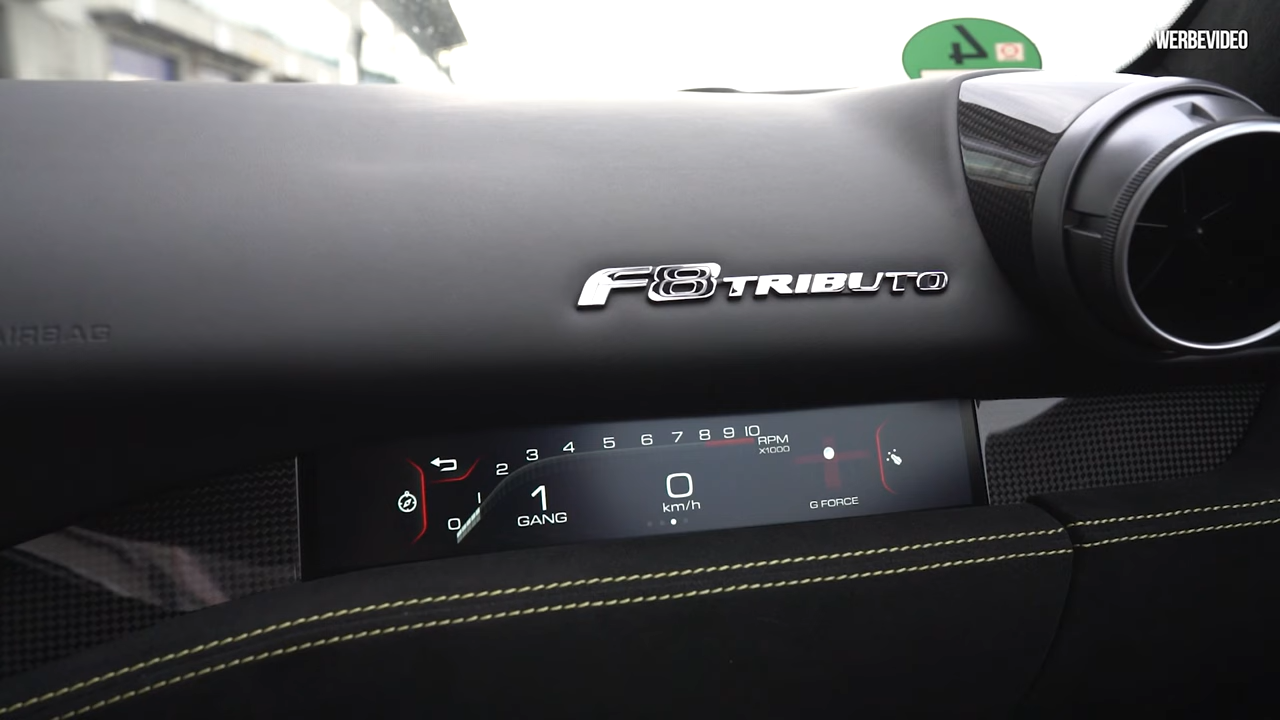 WERBEVIDEO
4
F8 TRIBUTO
AIRBAG
0 1 2 3 4 5 6 7 8 9 10
RPM
X1000
1
GANG
0
km/h
G FORCE